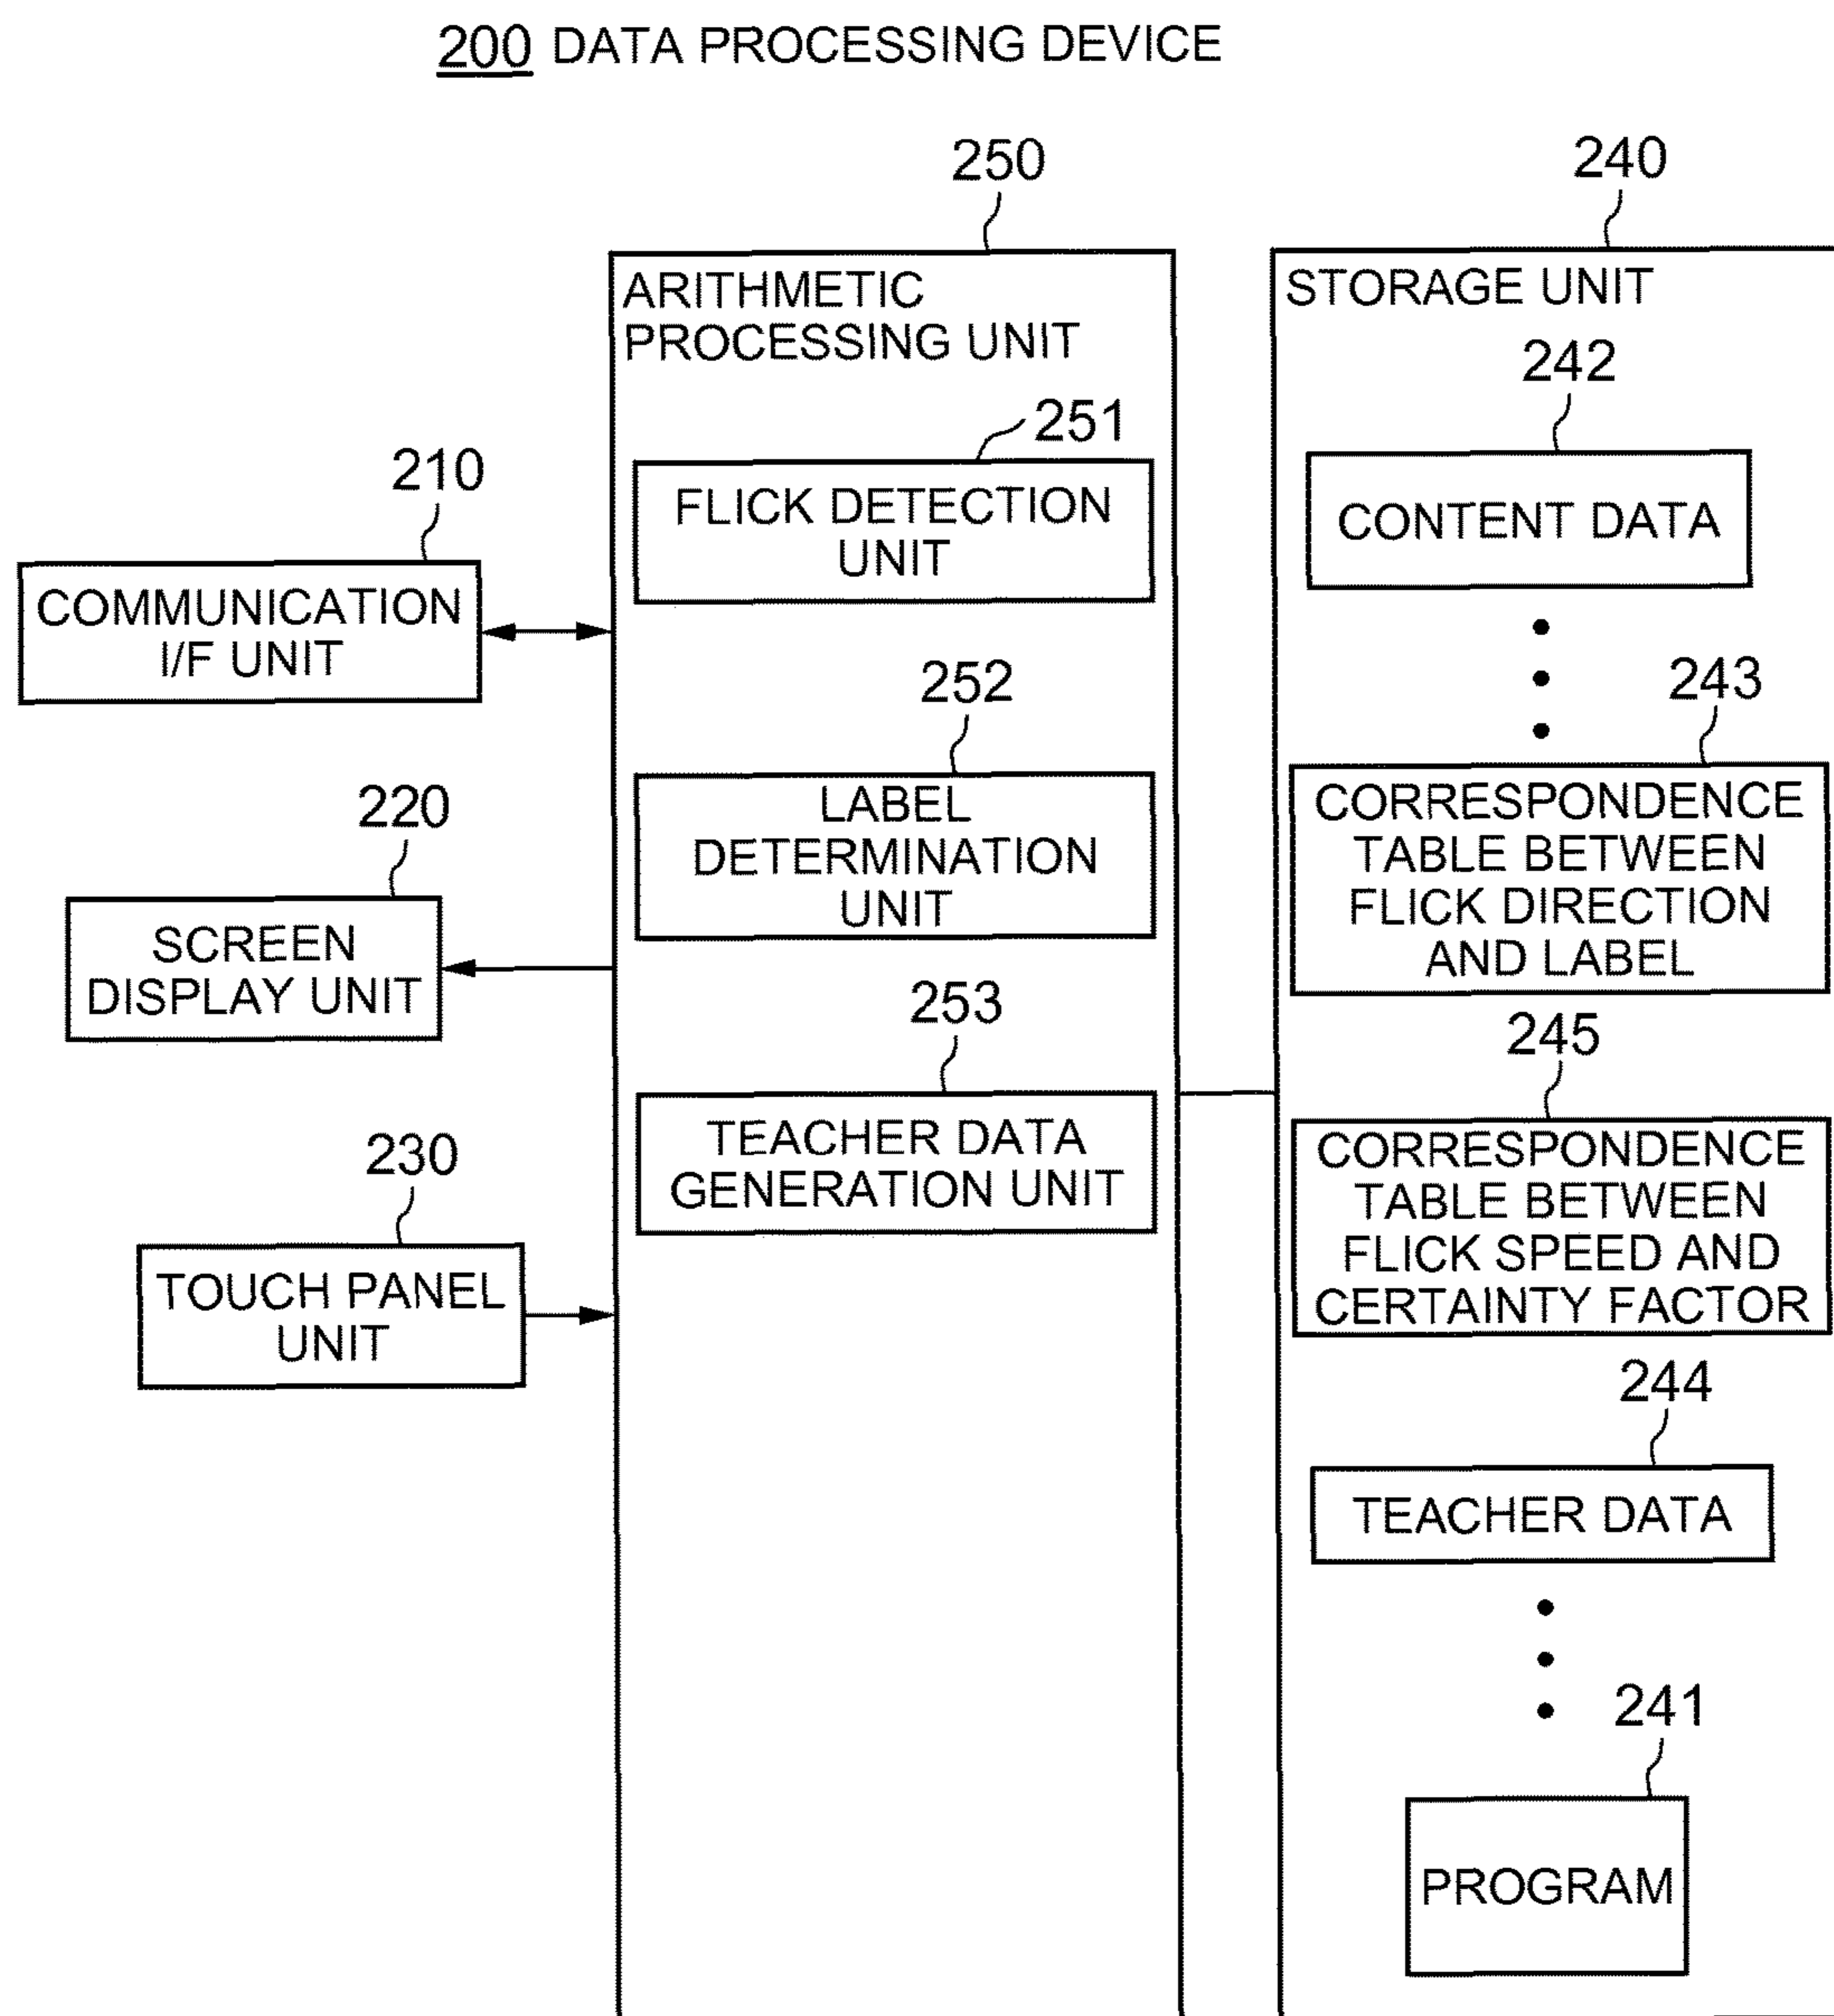 200 DATA PROCESSING DEVICE
210
COMMUNICATION
I/F UNIT
220
SCREEN
DISPLAY UNIT
230
TOUCH PANEL
UNIT
250
ARITHMETIC
PROCESSING UNIT
251
FLICK DETECTION
UNIT
252
LABEL
DETERMINATION
UNIT
253
TEACHER DATA
GENERATION UNIT
240
STORAGE UNIT
242
CONTENT DATA
243
CORRESPONDENCE
TABLE BETWEEN
FLICK DIRECTION
AND LABEL
245
CORRESPONDENCE
TABLE BETWEEN
FLICK SPEED AND
CERTAINTY FACTOR
244
TEACHER DATA
241
PROGRAM